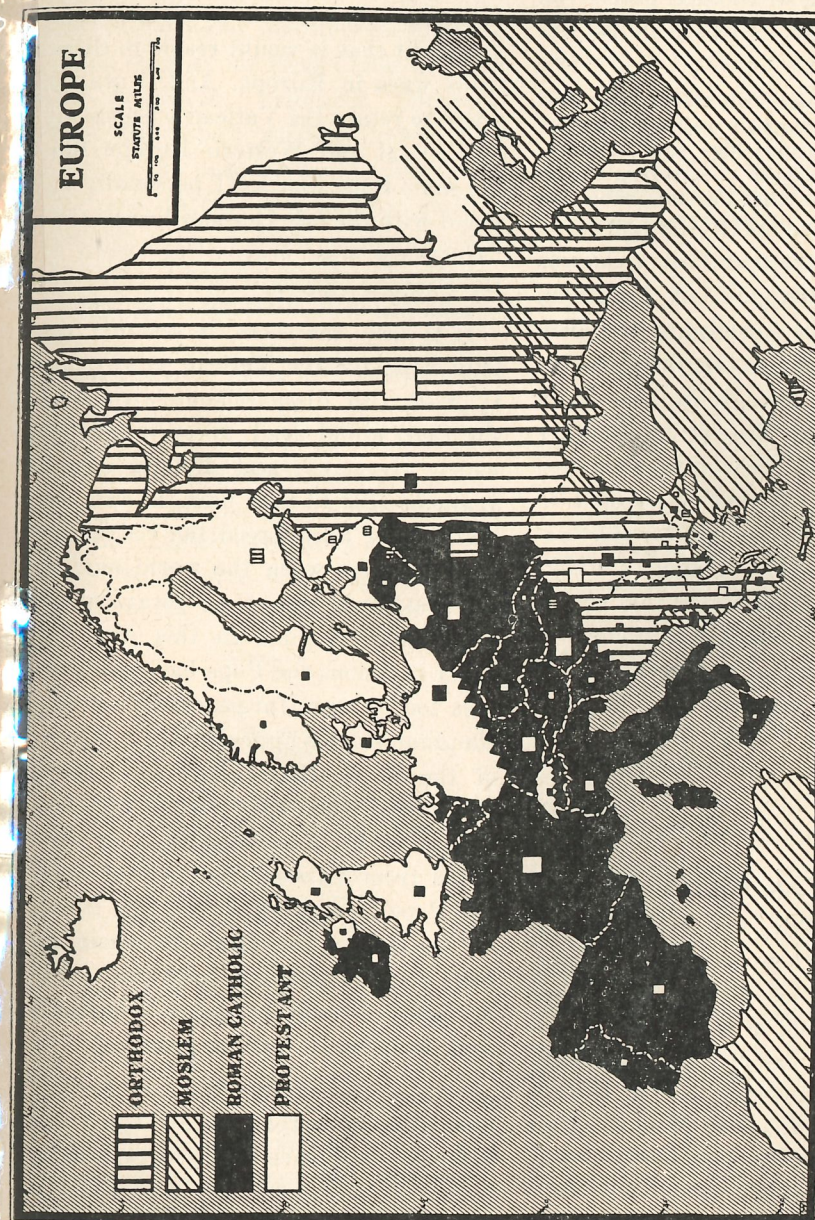 EUROPE
SCALE
STATUTE MILES
ORTHODOX
MOSLEM
ROMAN CATHOLIC
PROTESTANT